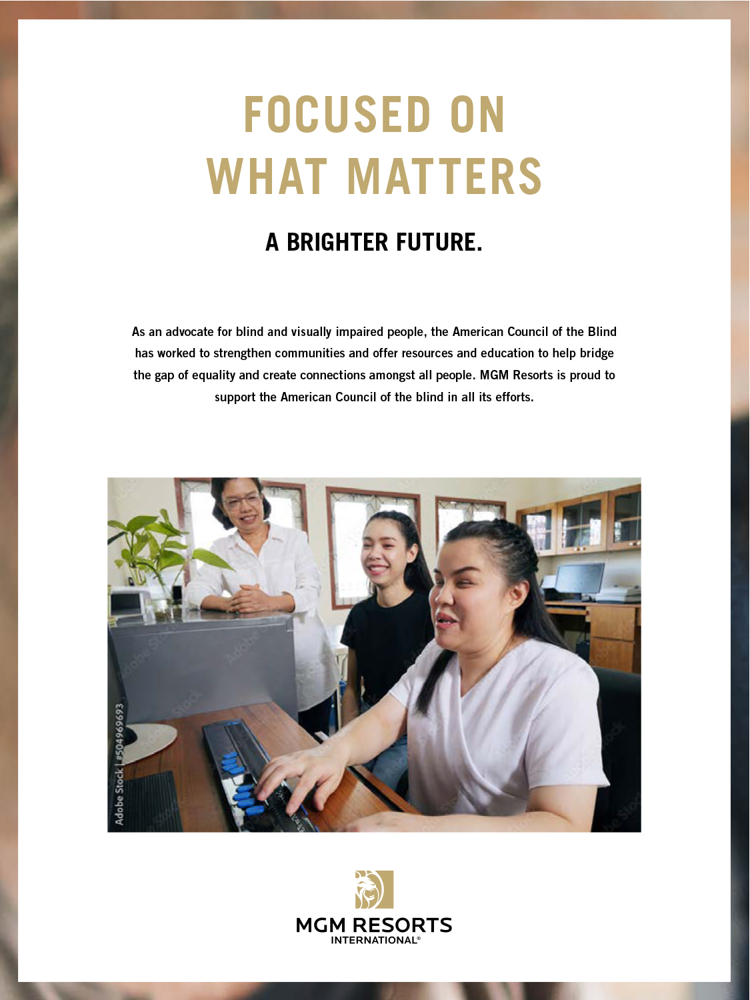 FOCUSED ON
WHAT MATTERS
A BRIGHTER FUTURE.
As an advocate for blind and visually impaired people, the American Council of the Blind
has worked to strengthen communities and offer resources and education to help bridge
the gap of equality and create connections amongst all people. MGM Resorts is proud to
support the American Council of the blind in all its efforts.
Adobe Stock | #504969693
MGM RESORTS
INTERNATIONAL®